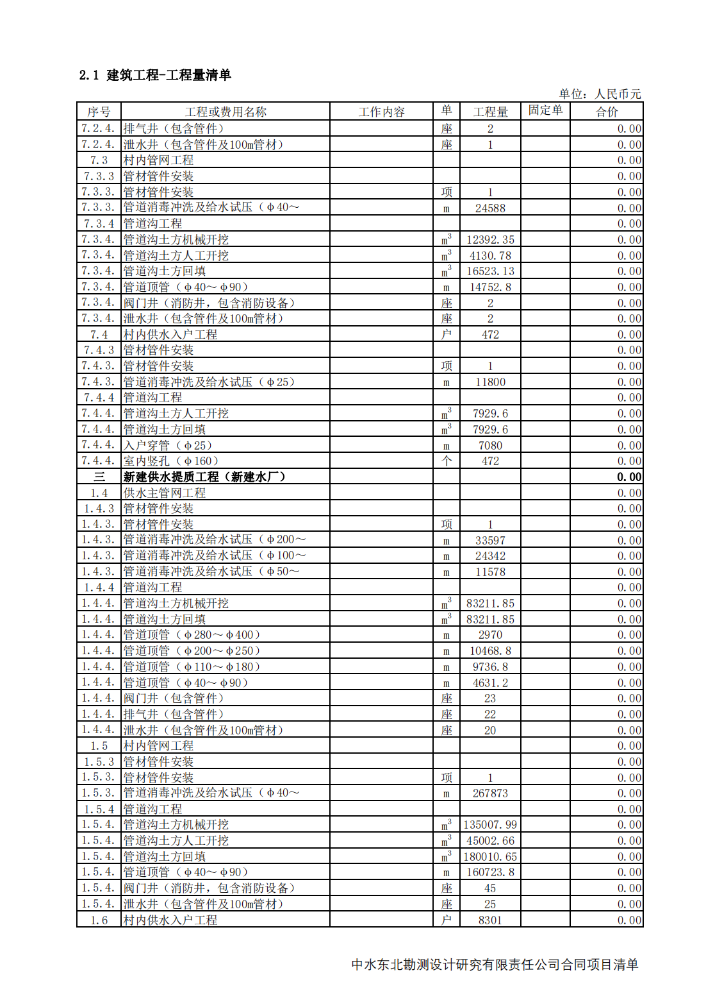 2.1 建筑工程-工程量清单
单位：人民币元
序号 工程或费用名称 工作内容 单 工程量 固定单 合价
7.2.4. 排气井（包含管件） 座 2 0.00
7.2.4. 泄水井（包含管件及100m管材） 座 1 0.00
7.3 村内管网工程 0.00
7.3.3 管材管件安装 0.00
7.3.3. 管材管件安装 项 1 0.00
7.3.3. 管道消毒冲洗及给水试压（φ40～ m 24588 0.00
7.3.4 管道沟工程 0.00
7.3.4. 管道沟土方机械开挖 m³ 12392.35 0.00
7.3.4. 管道沟土方人工开挖 m³ 4130.78 0.00
7.3.4. 管道沟土方回填 m³ 16523.13 0.00
7.3.4. 管道顶管（φ40～φ90） m 14752.8 0.00
7.3.4. 阀门井（消防井，包含消防设备） 座 2 0.00
7.3.4. 泄水井（包含管件及100m管材） 座 2 0.00
7.4 村内供水入户工程 户 472 0.00
7.4.3 管材管件安装 0.00
7.4.3. 管材管件安装 项 1 0.00
7.4.3. 管道消毒冲洗及给水试压（φ25） m 11800 0.00
7.4.4 管道沟工程 0.00
7.4.4. 管道沟土方人工开挖 m³ 7929.6 0.00
7.4.4. 管道沟土方回填 m³ 7929.6 0.00
7.4.4. 入户穿管（φ25） m 7080 0.00
7.4.4. 室内竖孔（φ160） 个 472 0.00
三 新建供水提质工程（新建水厂） 0.00
1.4 供水主管网工程 0.00
1.4.3 管材管件安装 0.00
1.4.3. 管材管件安装 项 1 0.00
1.4.3. 管道消毒冲洗及给水试压（φ200～ m 33597 0.00
1.4.3. 管道消毒冲洗及给水试压（φ100～ m 24342 0.00
1.4.3. 管道消毒冲洗及给水试压（φ50～ m 11578 0.00
1.4.4 管道沟工程 0.00
1.4.4. 管道沟土方机械开挖 m³ 83211.85 0.00
1.4.4. 管道沟土方回填 m³ 83211.85 0.00
1.4.4. 管道顶管（φ280～φ400） m 2970 0.00
1.4.4. 管道顶管（φ200～φ250） m 10468.8 0.00
1.4.4. 管道顶管（φ110～φ180） m 9736.8 0.00
1.4.4. 管道顶管（φ40～φ90） m 4631.2 0.00
1.4.4. 阀门井（包含管件） 座 23 0.00
1.4.4. 排气井（包含管件） 座 22 0.00
1.4.4. 泄水井（包含管件及100m管材） 座 20 0.00
1.5 村内管网工程 0.00
1.5.3 管材管件安装 0.00
1.5.3. 管材管件安装 项 1 0.00
1.5.3. 管道消毒冲洗及给水试压（φ40～ m 267873 0.00
1.5.4 管道沟工程 0.00
1.5.4. 管道沟土方机械开挖 m³ 135007.99 0.00
1.5.4. 管道沟土方人工开挖 m³ 45002.66 0.00
1.5.4. 管道沟土方回填 m³ 180010.65 0.00
1.5.4. 管道顶管（φ40～φ90） m 160723.8 0.00
1.5.4. 阀门井（消防井，包含消防设备） 座 45 0.00
1.5.4. 泄水井（包含管件及100m管材） 座 25 0.00
1.6 村内供水入户工程 户 8301 0.00
中水东北勘测设计研究有限责任公司合同项目清单